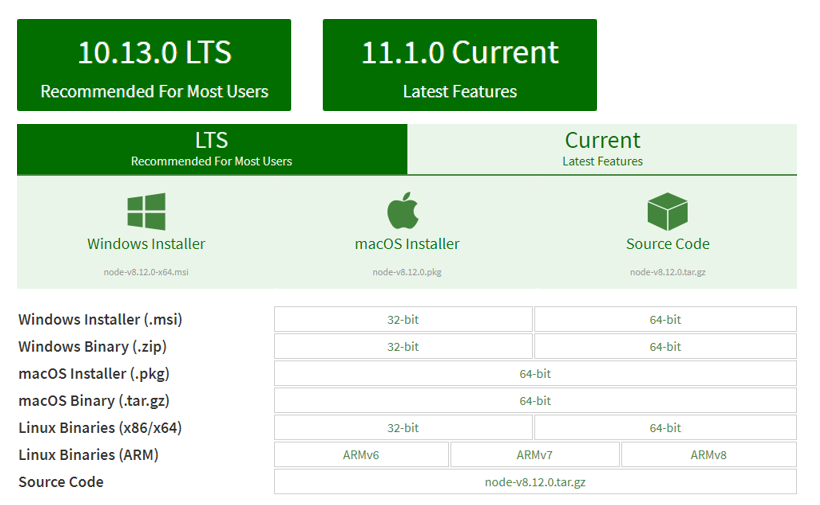 10.13.0 LTS
Recommended For Most Users
11.1.0 Current
Latest Features
LTS
Recommended For Most Users
Current
Latest Features
Windows Installer
node-v8.12.0-x64.msi
macOS Installer
node-v8.12.0.pkg
Source Code
node-v8.12.0.tar.gz
Windows Installer (.msi) 32-bit 64-bit
Windows Binary (.zip) 32-bit 64-bit
macOS Installer (.pkg) 64-bit
macOS Binary (.tar.gz) 64-bit
Linux Binaries (x86/x64) 32-bit 64-bit
Linux Binaries (ARM) ARMv6 ARMv7 ARMv8
Source Code node-v8.12.0.tar.gz